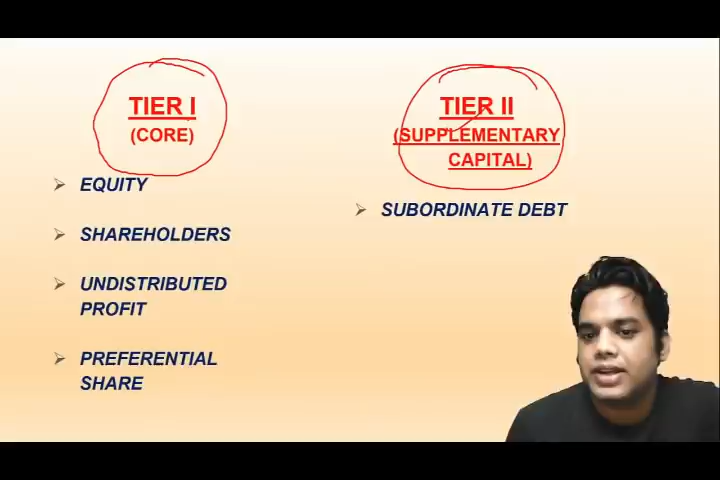 TIER I
(CORE)
EQUITY
SHAREHOLDERS
UNDISTRIBUTED
PROFIT
PREFERENTIAL
SHARE
TIER II
(SUPPLEMENTARY
CAPITAL)
SUBORDINATE DEBT